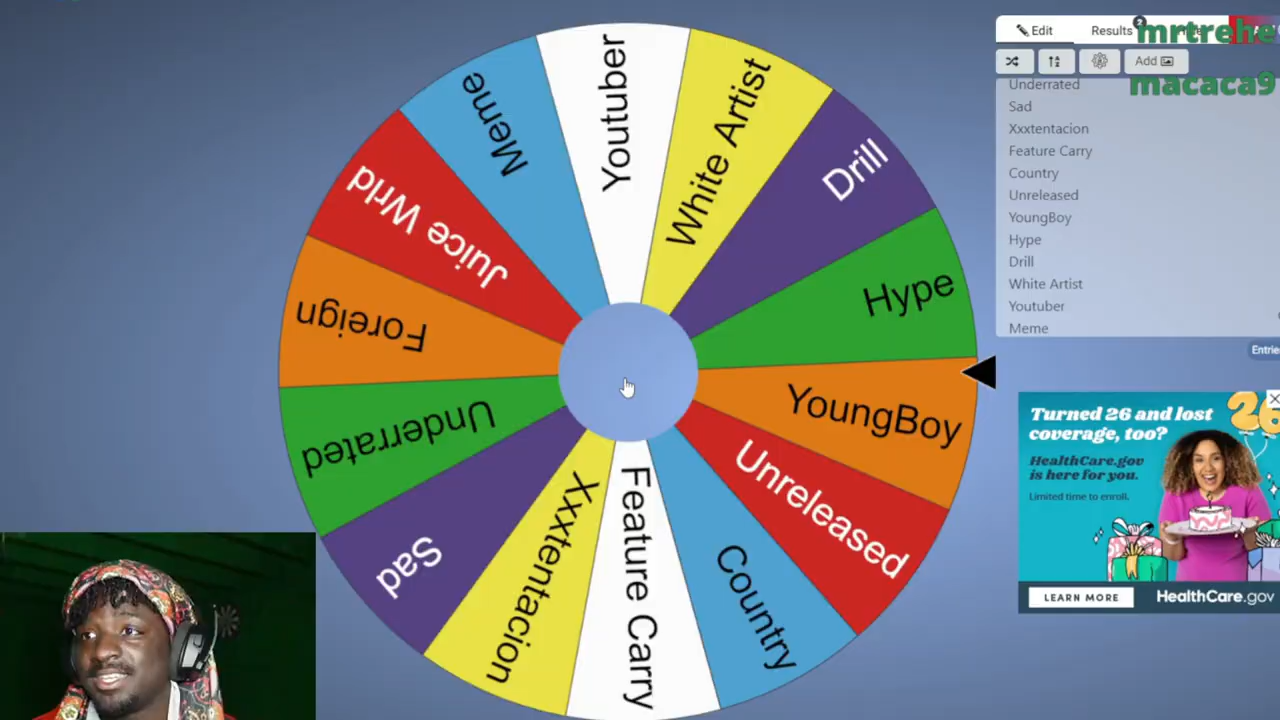 Youtuber
White Artist
Drill
Hype
YoungBoy
Unreleased
Country
Feature Carry
Xxxtentacion
Sad
Underrated
Foreign
Juice Wrld
Meme
Edit
Results
mrtrehe
Add
macaca9
Underrated
Sad
Xxxtentacion
Feature Carry
Country
Unreleased
YoungBoy
Hype
Drill
White Artist
Youtuber
Meme
Entrie
Turned 26 and lost
coverage, too?
26
HealthCare.gov
is here for you.
Limited time to enroll.
LEARN MORE
HealthCare.gov